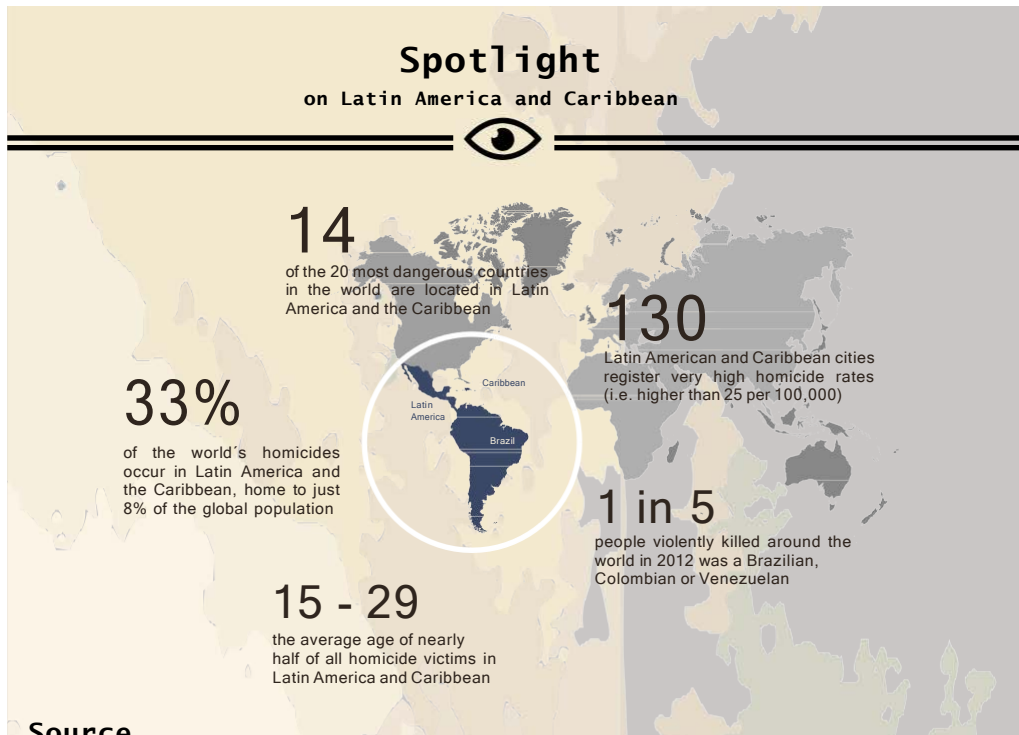 Spotlight
on Latin America and Caribbean
14
of the 20 most dangerous countries
in the world are located in Latin
America and the Caribbean
130
Latin American and Caribbean cities
register very high homicide rates
(i.e. higher than 25 per 100,000)
33%
of the world´s homicides
occur in Latin America and
the Caribbean, home to just
8% of the global population
Caribbean
Latin
America
Brazil
1 in 5
people violently killed around the
world in 2012 was a Brazilian,
Colombian or Venezuelan
15 - 29
the average age of nearly
half of all homicide victims in
Latin America and Caribbean
Source